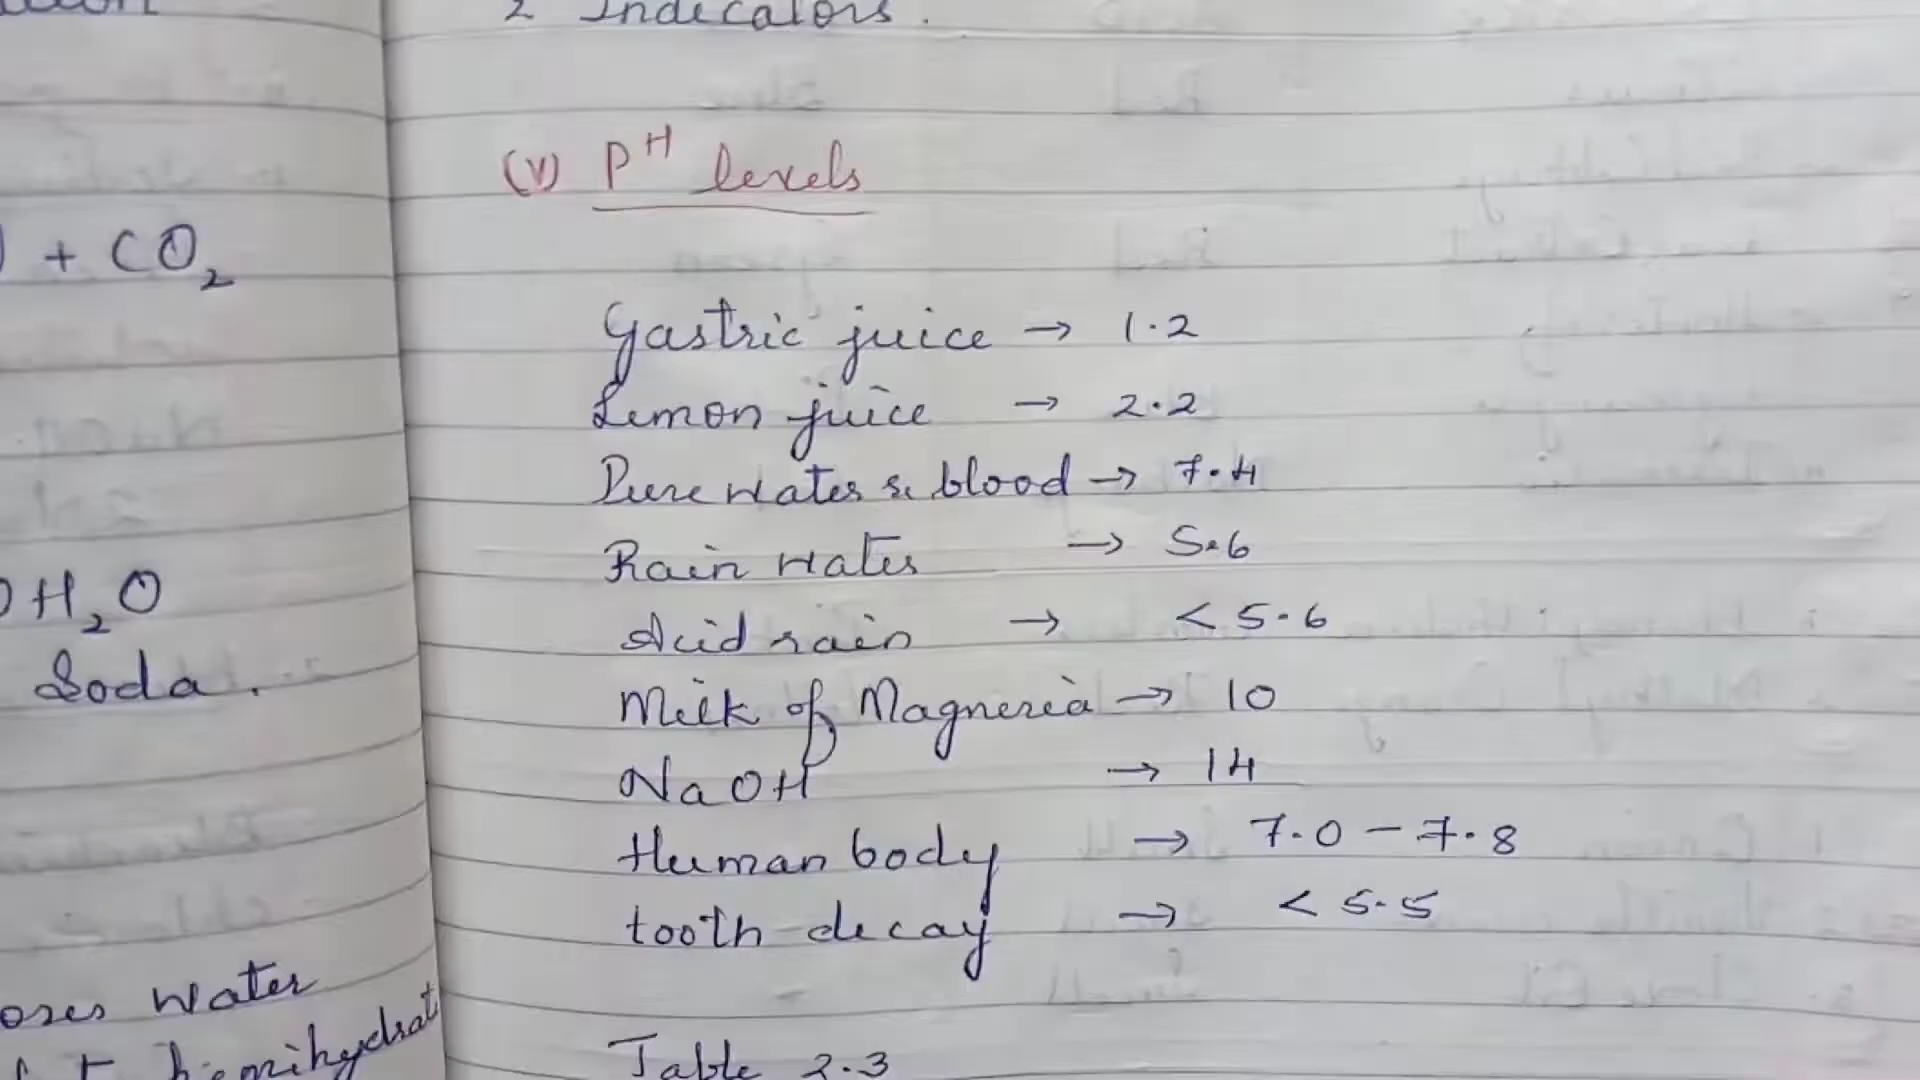 2 Indicators.
(V) PH levels
+ CO2
Gastric juice → 1.2
Lemon juice → 2.2
Pure water & blood → 7.4
Rain water → 5.6
H2O
Acid rain → < 5.6
Soda.
Milk of Magnesia → 10
NaOH → 14
Human body → 7.0 – 7.8
tooth decay → < 5.5
water
Table 2.3